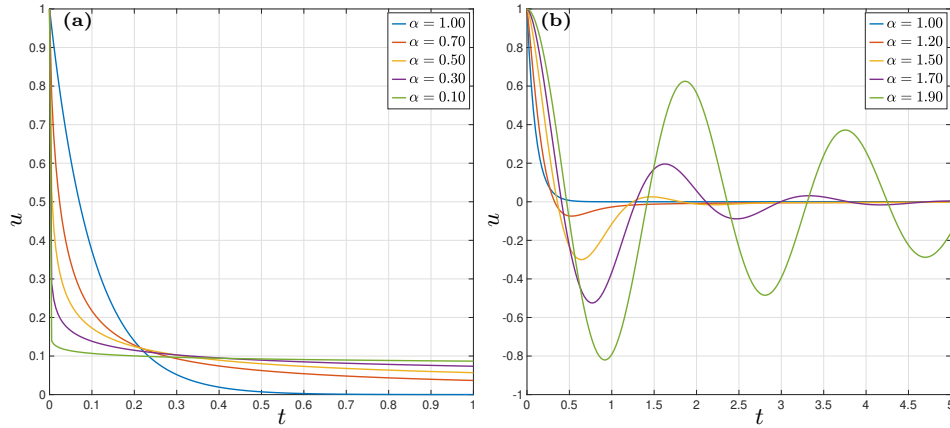 (a)
α = 1.00
α = 0.70
α = 0.50
α = 0.30
α = 0.10
1
0.9
0.8
0.7
0.6
0.5
0.4
0.3
0.2
0.1
0
u
0 0.1 0.2 0.3 0.4 0.5 0.6 0.7 0.8 0.9 1
t
(b)
α = 1.00
α = 1.20
α = 1.50
α = 1.70
α = 1.90
1
0.8
0.6
0.4
0.2
0
-0.2
-0.4
-0.6
-0.8
-1
u
0 0.5 1 1.5 2 2.5 3 3.5 4 4.5 5
t